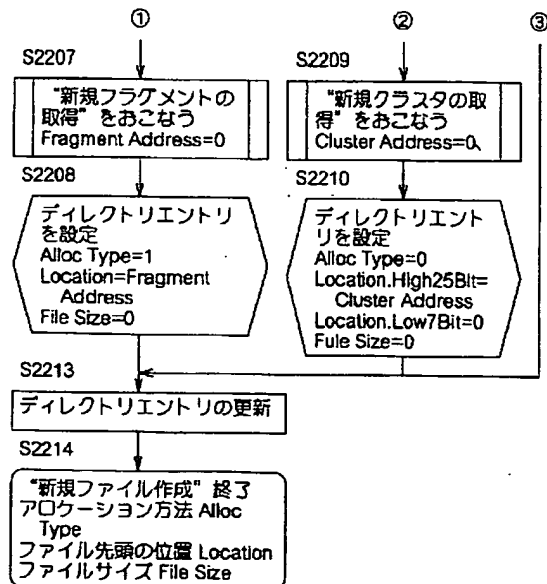 ① ② ③
S2207
“新規フラグメントの
取得”をおこなう
Fragment Address=0
S2209
“新規クラスタの取
得”をおこなう
Cluster Address=0、
S2208
ディレクトリエントリ
を設定
Alloc Type=1
Location=Fragment
Address
File Size=0
S2210
ディレクトリエント
リを設定
Alloc Type=0
Location.High25Bit=
Cluster Address
Location.Low7Bit=0
Fule Size=0
S2213
ディレクトリエントリの更新
S2214
“新規ファイル作成”終了
アロケーション方法 Alloc
Type
ファイル先頭の位置 Location
ファイルサイズ File Size